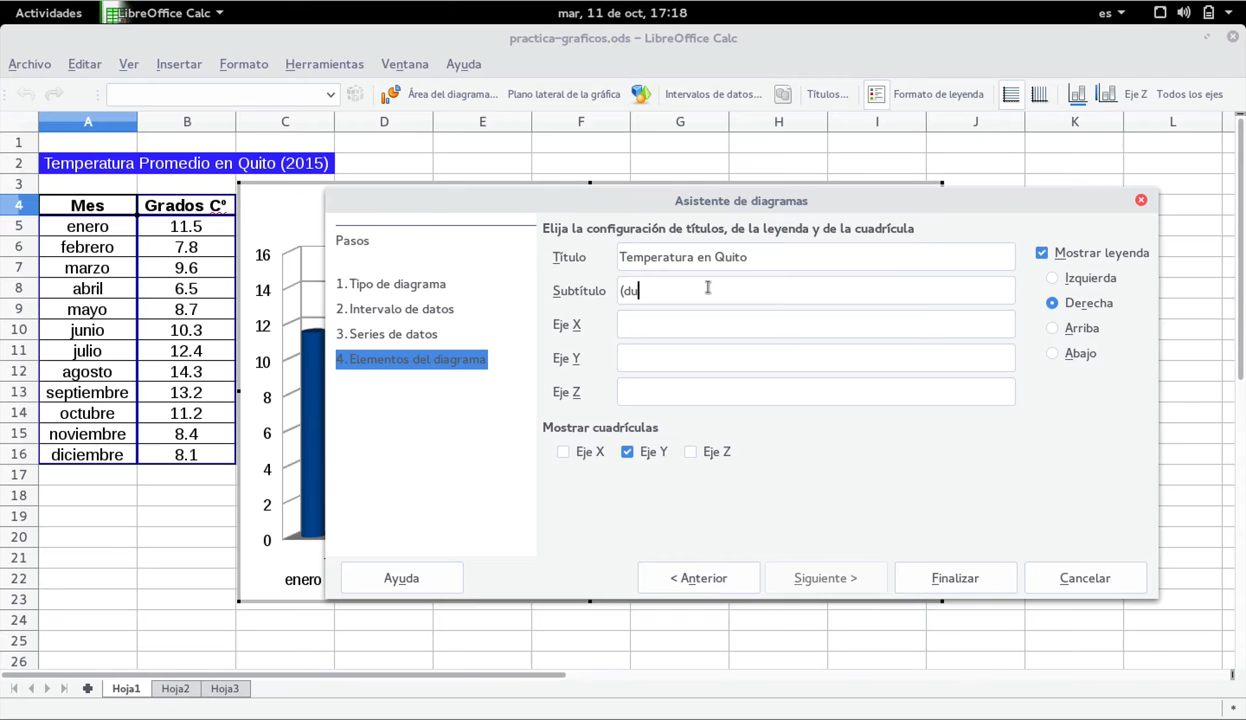 Actividades LibreOffice Calc mar, 11 de oct, 17:18 es
practica-graficos.ods – LibreOffice Calc
Archivo Editar Ver Insertar Formato Herramientas Ventana Ayuda
Área del diagrama... Plano lateral de la gráfica Intervalos de datos... Títulos... Formato de leyenda Eje Z Todos los ejes
A B C D E F G H I J K L
1
2 Temperatura Promedio en Quito (2015)
3
4 Mes Grados Cº
5 enero 11.5
6 febrero 7.8
7 marzo 9.6
8 abril 6.5
9 mayo 8.7
10 junio 10.3
11 julio 12.4
12 agosto 14.3
13 septiembre 13.2
14 octubre 11.2
15 noviembre 8.4
16 diciembre 8.1
17
18
19
20
21
22
23
24
25
26
16
14
12
10
8
6
4
2
0
enero
Asistente de diagramas
Pasos
1.Tipo de diagrama
2.Intervalo de datos
3.Series de datos
4.Elementos del diagrama
Elija la configuración de títulos, de la leyenda y de la cuadrícula
Título Temperatura en Quito
Subtítulo (du
Eje X
Eje Y
Eje Z
Mostrar leyenda
Izquierda
Derecha
Arriba
Abajo
Mostrar cuadrículas
Eje X Eje Y Eje Z
Ayuda < Anterior Siguiente > Finalizar Cancelar
Hoja1 Hoja2 Hoja3
*